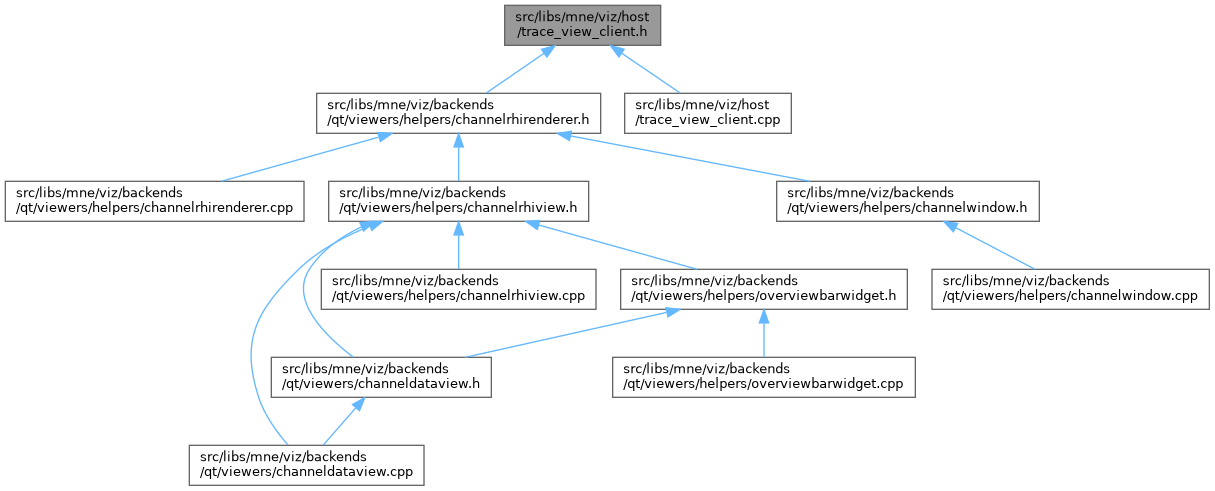 src/libs/mne/viz/host
/trace_view_client.h
src/libs/mne/viz/backends
/qt/viewers/helpers/channelrhirenderer.h
src/libs/mne/viz/host
/trace_view_client.cpp
src/libs/mne/viz/backends
/qt/viewers/helpers/channelrhirenderer.cpp
src/libs/mne/viz/backends
/qt/viewers/helpers/channelrhiview.h
src/libs/mne/viz/backends
/qt/viewers/helpers/channelwindow.h
src/libs/mne/viz/backends
/qt/viewers/helpers/channelrhiview.cpp
src/libs/mne/viz/backends
/qt/viewers/helpers/overviewbarwidget.h
src/libs/mne/viz/backends
/qt/viewers/helpers/channelwindow.cpp
src/libs/mne/viz/backends
/qt/viewers/channeldataview.h
src/libs/mne/viz/backends
/qt/viewers/helpers/overviewbarwidget.cpp
src/libs/mne/viz/backends
/qt/viewers/channeldataview.cpp